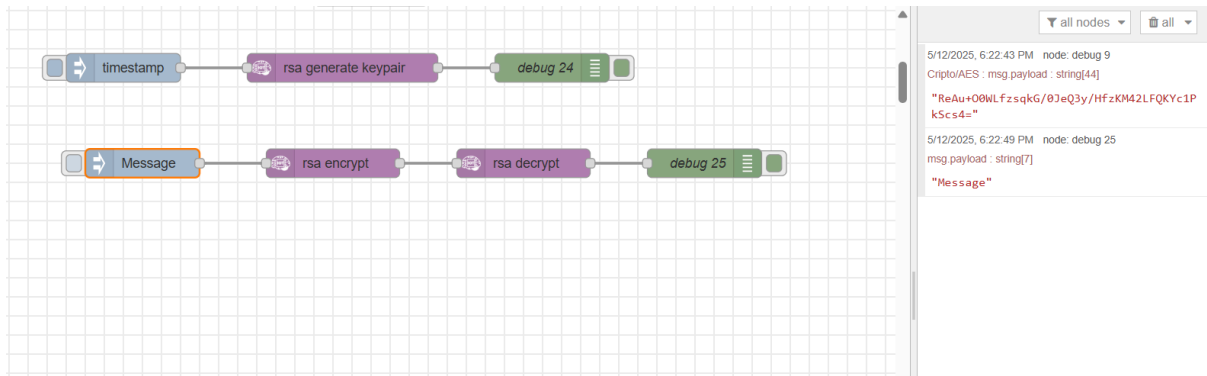 timestamp
rsa generate keypair
debug 24
Message
rsa encrypt
rsa decrypt
debug 25
all nodes
all
5/12/2025, 6:22:43 PM node: debug 9
Cripto/AES : msg.payload : string[44]
"ReAu+O0WLfzsqkG/0JeQ3y/HfzKM42LFQKYc1P
kScs4="
5/12/2025, 6:22:49 PM node: debug 25
msg.payload : string[7]
"Message"